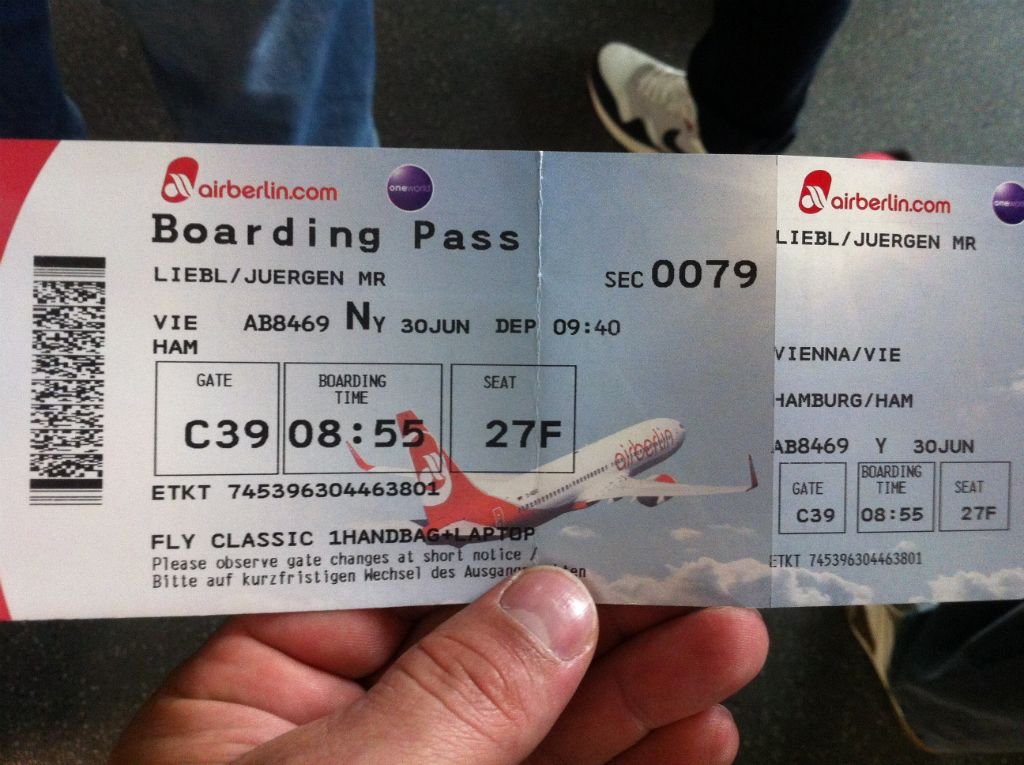 airberlin.com oneworld
Boarding Pass
LIEBL/JUERGEN MR
SEC 0079
VIE AB8469 N Y 30JUN DEP 09:40
HAM
GATE BOARDING TIME SEAT
C39 08:55 27F
ETKT 745396304463801
FLY CLASSIC 1HANDBAG+LAPTOP
Please observe gate changes at short notice /
Bitte auf kurzfristigen Wechsel des
airberlin
airberlin.com oneworld
LIEBL/JUERGEN MR
VIENNA/VIE
HAMBURG/HAM
AB8469 Y 30JUN
GATE BOARDING TIME SEAT
C39 08:55 27F
ETKT 745396304463801